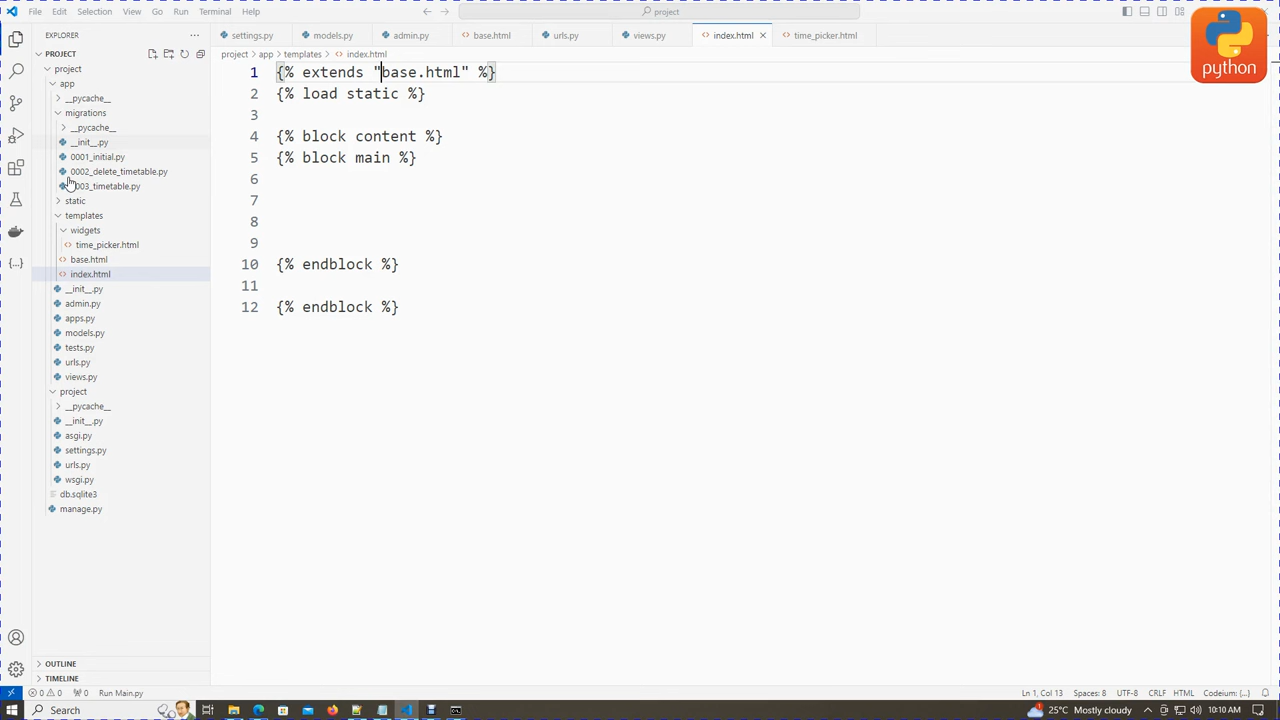 File Edit Selection View Go Run Terminal Help
project
python
EXPLORER
PROJECT
project
app
__pycache__
migrations
__pycache__
__init__.py
0001_initial.py
0002_delete_timetable.py
003_timetable.py
static
templates
widgets
time_picker.html
base.html
index.html
__init__.py
admin.py
apps.py
models.py
tests.py
urls.py
views.py
project
__pycache__
__init__.py
asgi.py
settings.py
urls.py
wsgi.py
db.sqlite3
manage.py
OUTLINE
TIMELINE
settings.py models.py admin.py base.html urls.py views.py index.html time_picker.html
project > app > templates > index.html
1 {% extends "base.html" %}
2 {% load static %}
3
4 {% block content %}
5 {% block main %}
6
7
8
9
10 {% endblock %}
11
12 {% endblock %}
0 0 0 Run Main.py Ln 1, Col 13 Spaces: 8 UTF-8 CRLF HTML Codeium: {...}
Search 25°C Mostly cloudy 10:10 AM